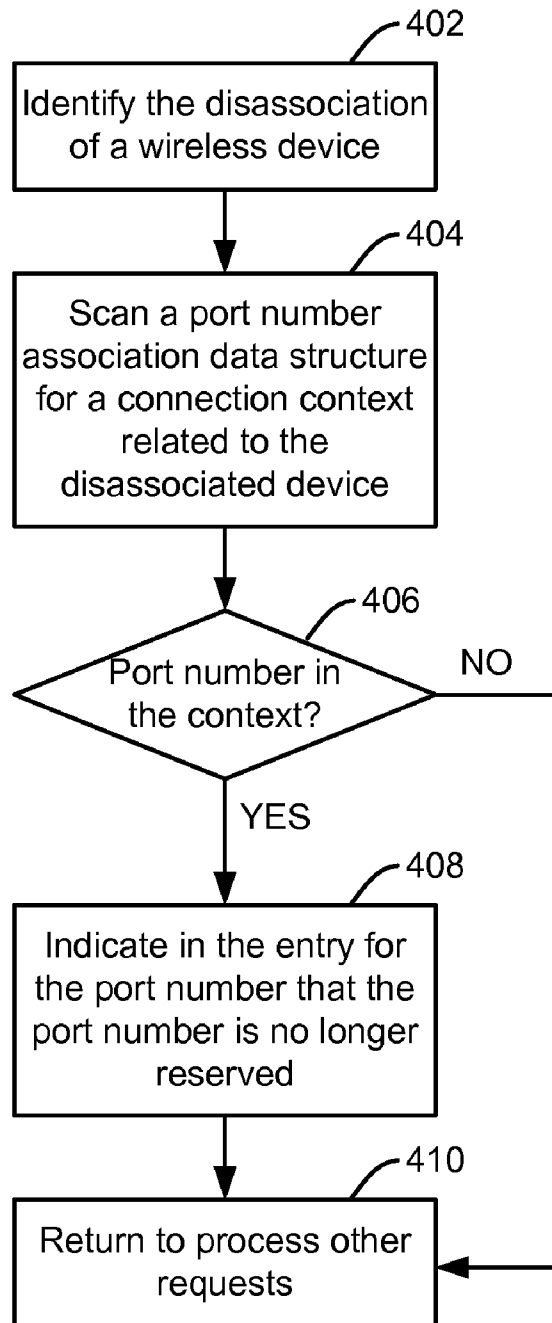 402
Identify the disassociation
of a wireless device
404
Scan a port number
association data structure
for a connection context
related to the
disassociated device
406
Port number in
the context?
NO
YES
408
Indicate in the entry for
the port number that the
port number is no longer
reserved
410
Return to process other
requests